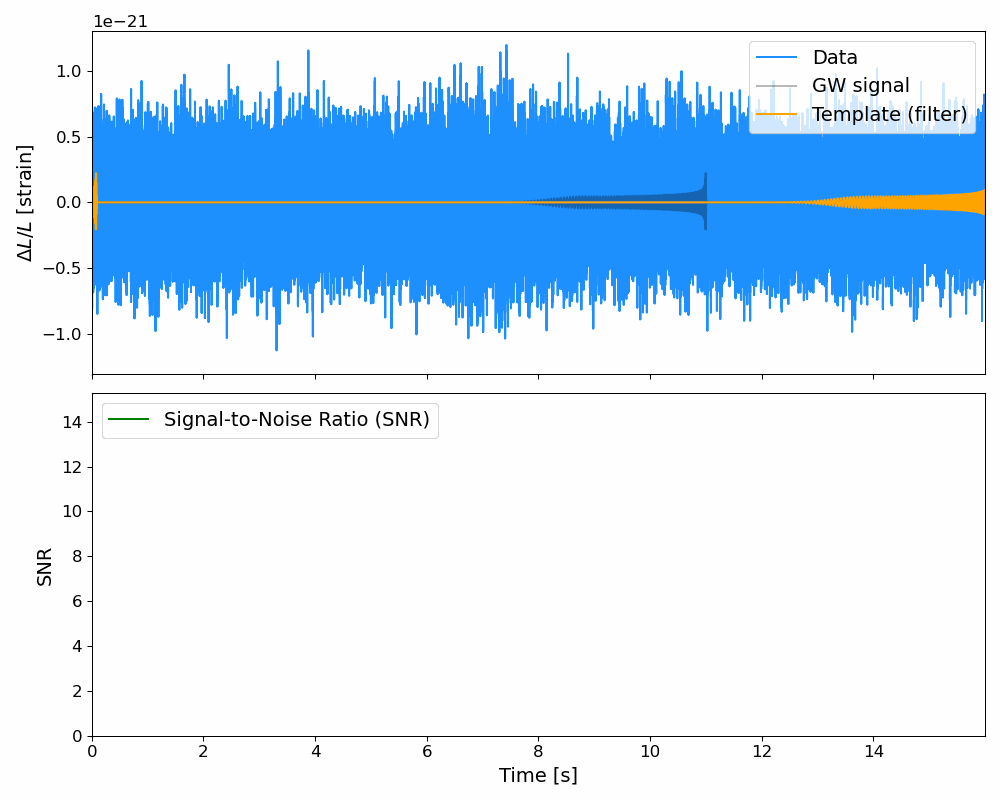 1e−21
Data
GW signal
Template (filter)
1.0
0.5
0.0
−0.5
−1.0
ΔL/L [strain]
Signal-to-Noise Ratio (SNR)
14
12
10
8
6
4
2
0
SNR
0 2 4 6 8 10 12 14
Time [s]